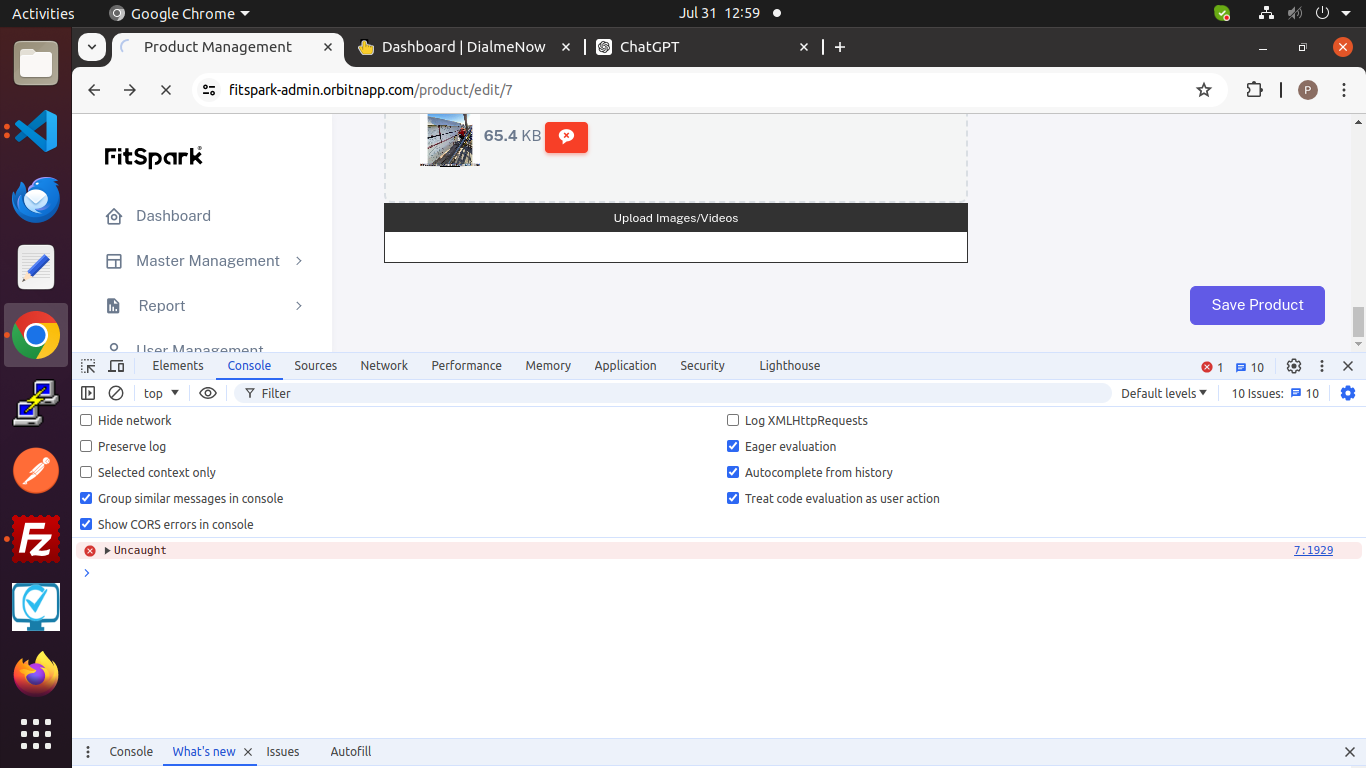 Activities
Google Chrome
Jul 31 12:59
Product Management
Dashboard | DialmeNow
ChatGPT
fitspark-admin.orbitnapp.com/product/edit/7
P
FitSpark
Dashboard
Master Management
Report
User Management
65.4 KB
Upload Images/Videos
Save Product
Elements
Console
Sources
Network
Performance
Memory
Application
Security
Lighthouse
1
10
top
Filter
Default levels
10 Issues:
10
Hide network
Log XMLHttpRequests
Preserve log
Eager evaluation
Selected context only
Autocomplete from history
Group similar messages in console
Treat code evaluation as user action
Show CORS errors in console
Uncaught
7:1929
Console
What's new
Issues
Autofill